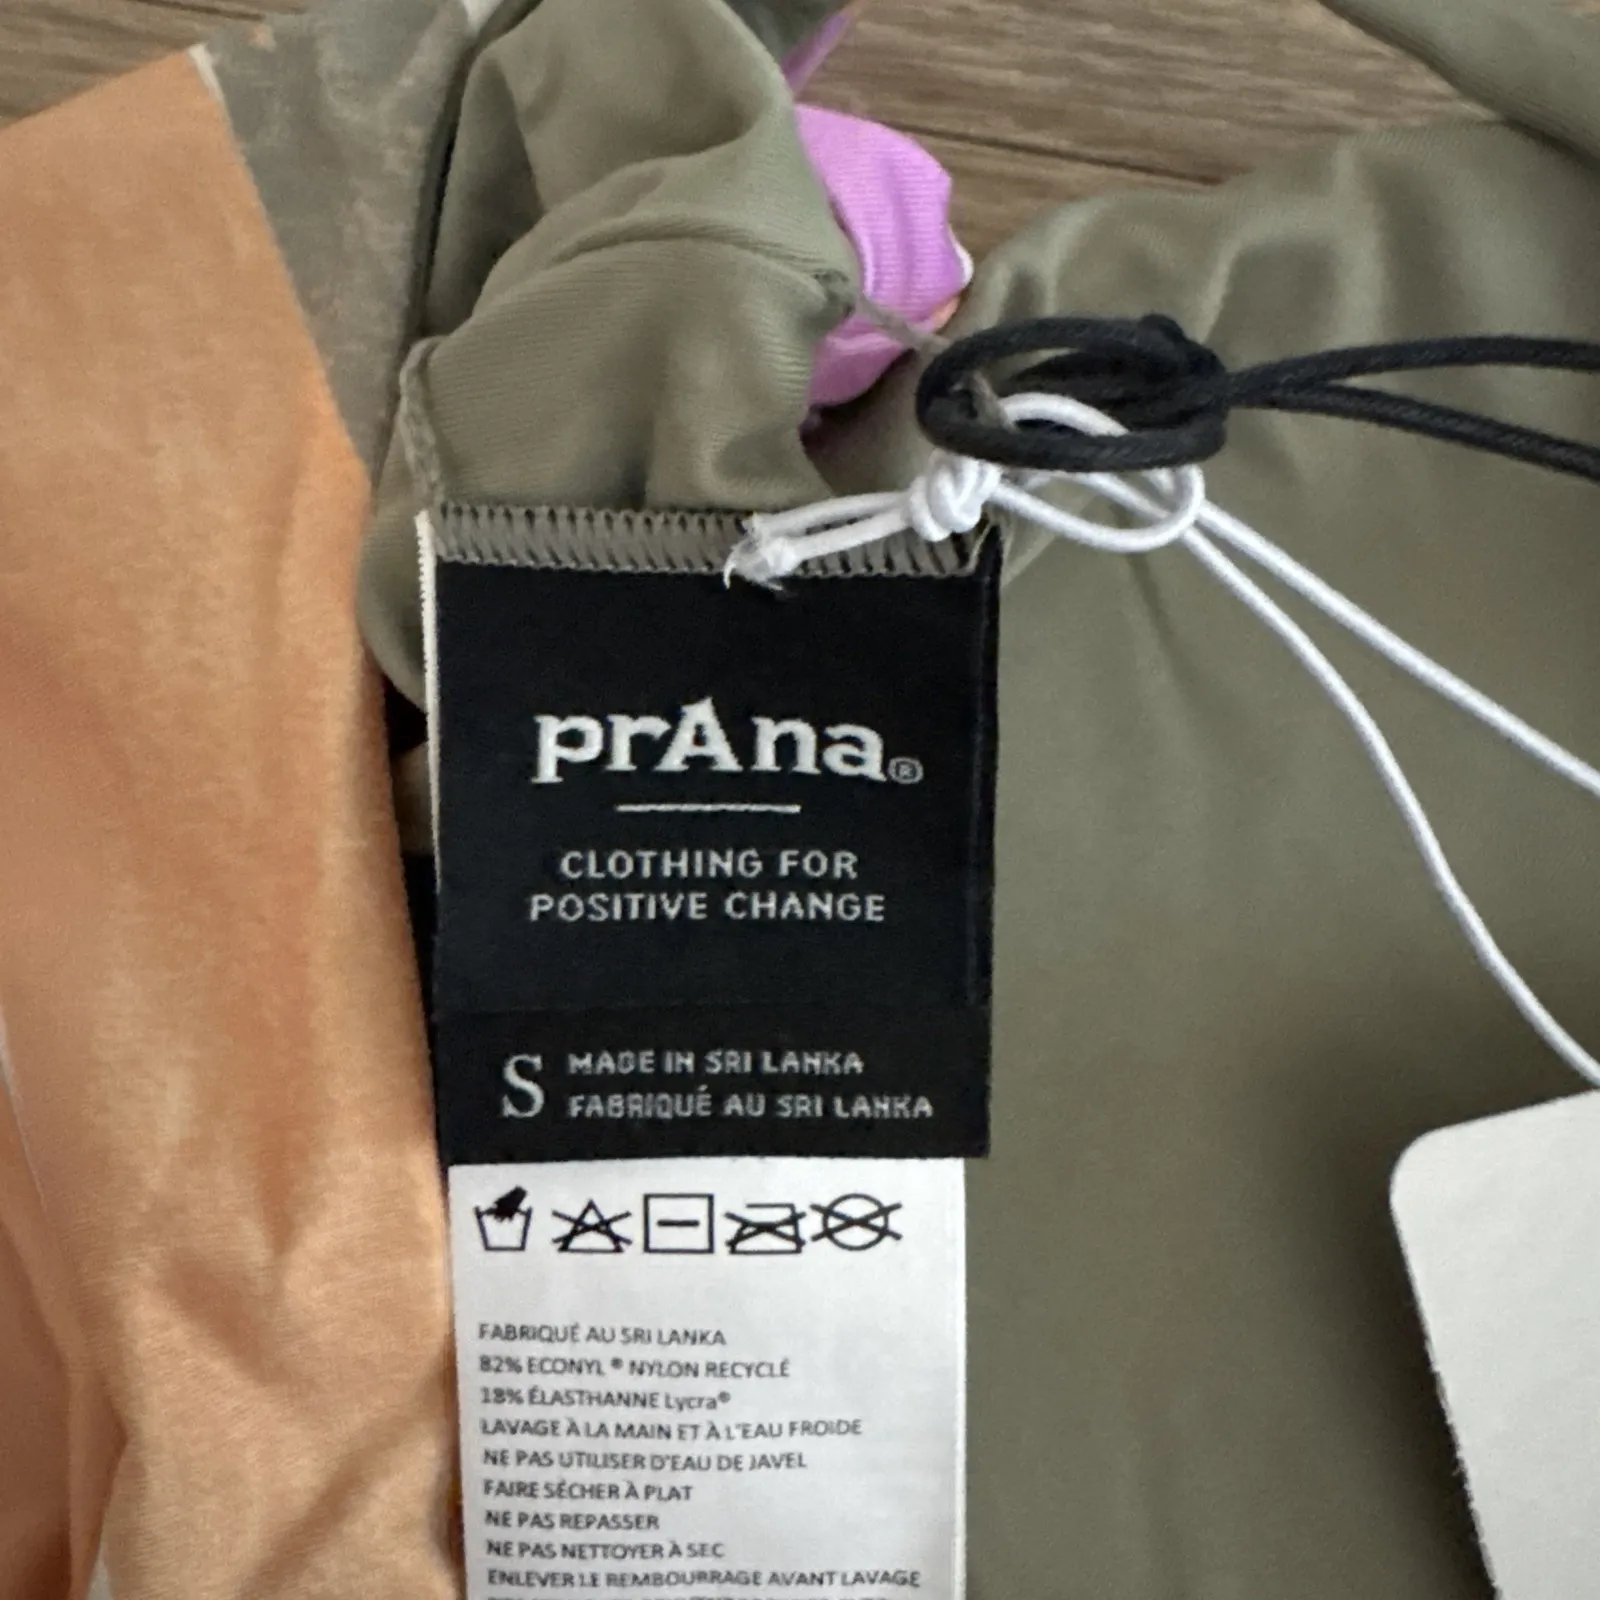 prAna®
CLOTHING FOR
POSITIVE CHANGE
S
MADE IN SRI LANKA
FABRIQUÉ AU SRI LANKA
FABRIQUÉ AU SRI LANKA
82% ECONYL® NYLON RECYCLÉ
18% ÉLASTHANNE Lycra®
LAVAGE À LA MAIN ET À L'EAU FROIDE
NE PAS UTILISER D'EAU DE JAVEL
FAIRE SÉCHER À PLAT
NE PAS REPASSER
NE PAS NETTOYER À SEC
ENLEVER LE REMBOURRAGE AVANT LAVAGE